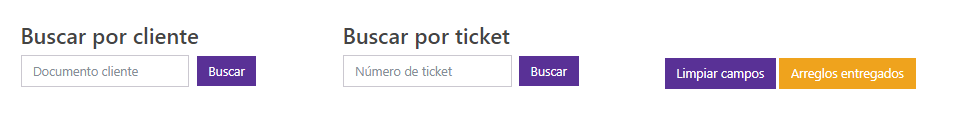 Buscar por cliente
Documento cliente
Buscar
Buscar por ticket
Número de ticket
Buscar
Limpiar campos
Arreglos entregados